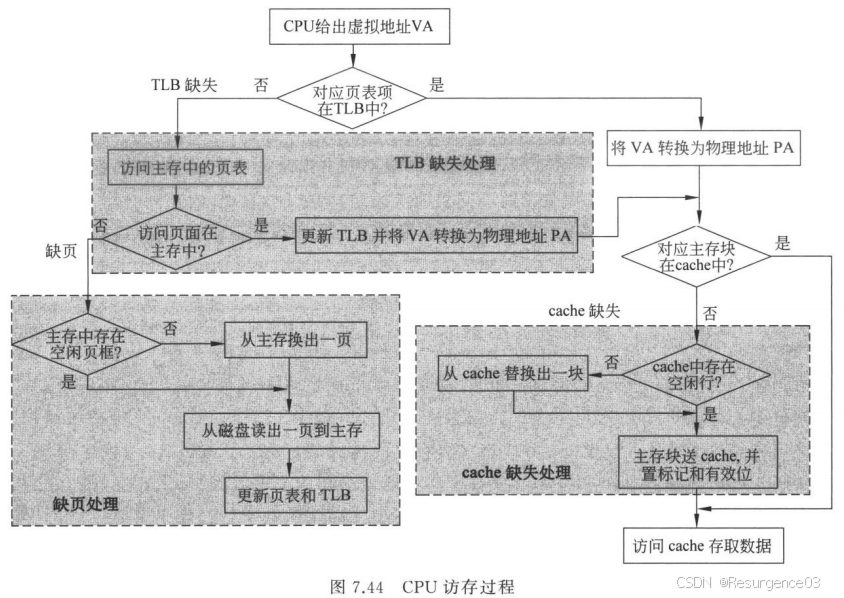 CPU给出虚拟地址VA
TLB 缺失
否
对应页表项
在TLB中?
是
访问主存中的页表
TLB 缺失处理
将 VA 转换为物理地址 PA
否
访问页面在
主存中?
是
更新 TLB 并将 VA 转换为物理地址 PA
缺页
对应主存块
在cache中?
是
cache 缺失
否
主存中存在
空闲页框?
否
从主存换出一页
是
从 cache 替换出一块
否
cache中存在
空闲行?
是
从磁盘读出一页到主存
主存块送 cache, 并
置标记和有效位
cache 缺失处理
缺页处理
更新页表和 TLB
访问 cache 存取数据
图 7.44 CPU 访存过程
CSDN @Resurgence03